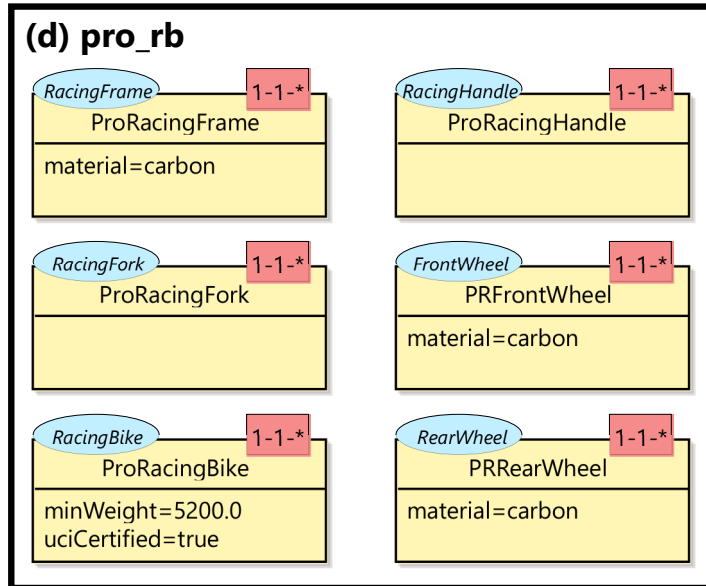 (d) pro_rb
RacingFrame
1-1-*
ProRacingFrame
material=carbon
RacingHandle
1-1-*
ProRacingHandle
RacingFork
1-1-*
ProRacingFork
FrontWheel
1-1-*
PRFrontWheel
material=carbon
RacingBike
1-1-*
ProRacingBike
minWeight=5200.0
uciCertified=true
RearWheel
1-1-*
PRRearWheel
material=carbon